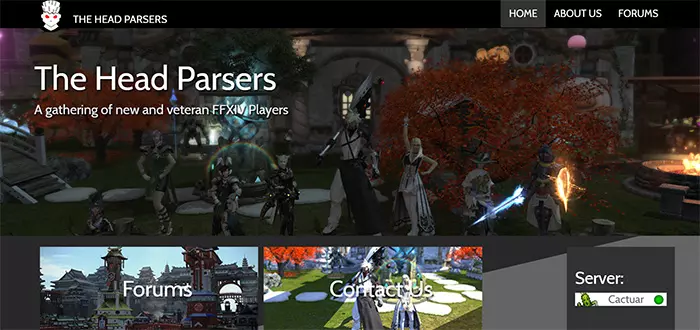 THE HEAD PARSERS
HOME ABOUT US FORUMS
The Head Parsers
A gathering of new and veteran FFXIV Players
Forums
Contact Us
Server:
Cactuar